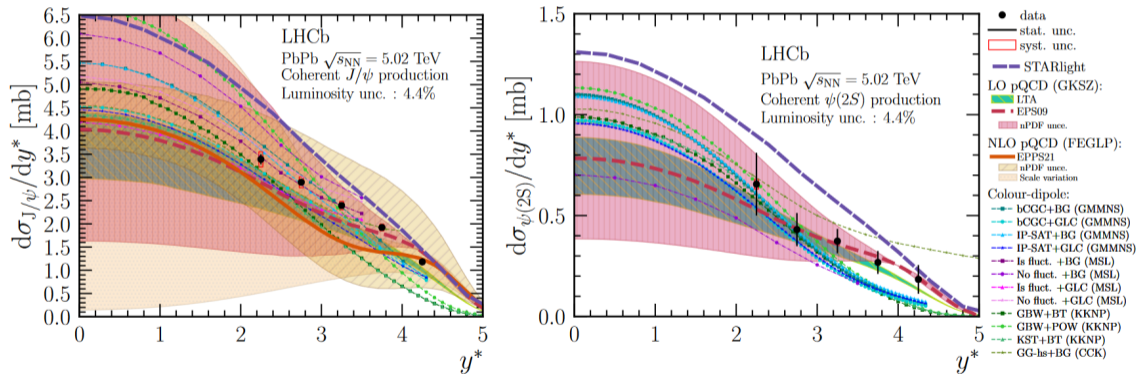 LHCb
PbPb √sNN = 5.02 TeV
Coherent J/ψ production
Luminosity unc. : 4.4%
dσJ/ψ/dy* [mb]
6.5
6.0
5.5
5.0
4.5
4.0
3.5
3.0
2.5
2.0
1.5
1.0
0.5
0.0
0 1 2 3 4 5
y*
LHCb
PbPb √sNN = 5.02 TeV
Coherent ψ(2S) production
Luminosity unc. : 4.4%
dσψ(2S)/dy* [mb]
1.5
1.0
0.5
0.0
0 1 2 3 4 5
y*
data
stat. unc.
syst. unc.
STARlight
LO pQCD (GKSZ):
LTA
EPS09
nPDF unce.
NLO pQCD (FEGLP):
EPPS21
nPDF unc.
Scale variation
Colour-dipole:
bCGC+BG (GMMNS)
bCGC+GLC (GMMNS)
IP-SAT+BG (GMMNS)
IP-SAT+GLC (GMMNS)
Is fluct. +BG (MSL)
No fluct. +BG (MSL)
Is fluct. +GLC (MSL)
No fluct. +GLC (MSL)
GBW+BT (KKNP)
GBW+POW (KKNP)
KST+BT (KKNP)
GG-hs+BG (CCK)